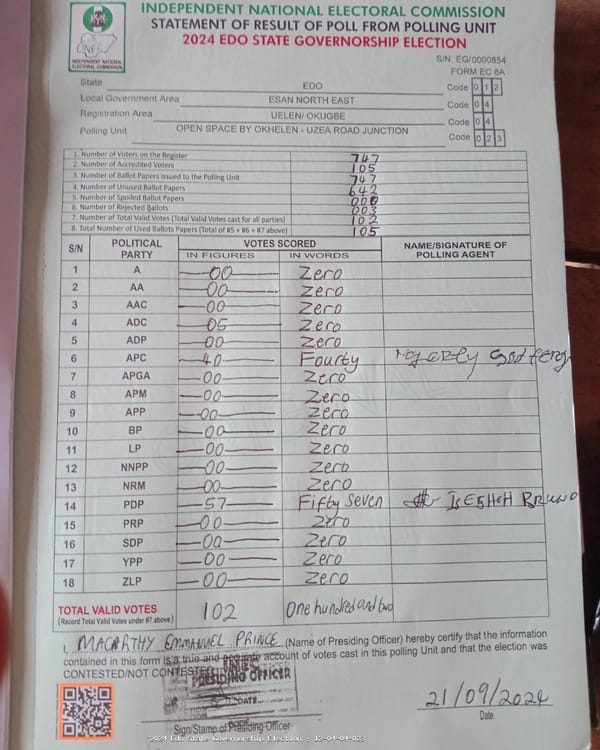 INDEPENDENT NATIONAL ELECTORAL COMMISSION
STATEMENT OF RESULT OF POLL FROM POLLING UNIT
2024 EDO STATE GOVERNORSHIP ELECTION
INDEPENDENT NATIONAL
ELECTORAL COMMISSION
S/N: EG/0000854
FORM EC 8A
State EDO Code 0 1 2
Local Government Area ESAN NORTH EAST Code 0 4
Registration Area UELEN/ OKUGBE Code 0 4
Polling Unit OPEN SPACE BY OKHELEN - UZEA ROAD JUNCTION Code 0 2 3
1. Number of Voters on the Register 747
2. Number of Accredited Voters 105
3. Number of Ballot Papers Issued to the Polling Unit 747
4. Number of Unused Ballot Papers 642
5. Number of Spoiled Ballot Papers 000
6. Number of Rejected Ballots 003
7. Number of Total Valid Votes (Total Valid Votes cast for all parties) 102
8. Total Number of Used Ballots Papers (Total of #5 + #6 + #7 above) 105
S/N POLITICAL PARTY VOTES SCORED NAME/SIGNATURE OF POLLING AGENT
IN FIGURES IN WORDS
1 A 00 Zero
2 AA 00 Zero
3 AAC 00 Zero
4 ADC 05 Zero
5 ADP 00 Zero
6 APC 40 Fourty
7 APGA 00 Zero
8 APM 00 Zero
9 APP 00 Zero
10 BP 00 Zero
11 LP 00 Zero
12 NNPP 00 Zero
13 NRM 00 Zero
14 PDP 57 Fifty Seven
15 PRP 00 Zero
16 SDP 00 Zero
17 YPP 00 Zero
18 ZLP 00 Zero
TOTAL VALID VOTES 102 One hundred and two
(Record Total Valid Votes under #7 above)
I, MACARTHY EMMANUEL PRINCE (Name of Presiding Officer) hereby certify that the information
contained in this form is a true and accurate account of votes cast in this polling Unit and that the election was
CONTESTED/NOT CONTESTED
PRESIDING OFFICER
DATE
21/09/2024
Sign/Stamp of Presiding Officer
Date
2024 Edo State Governorship Election : 12-04-04-023